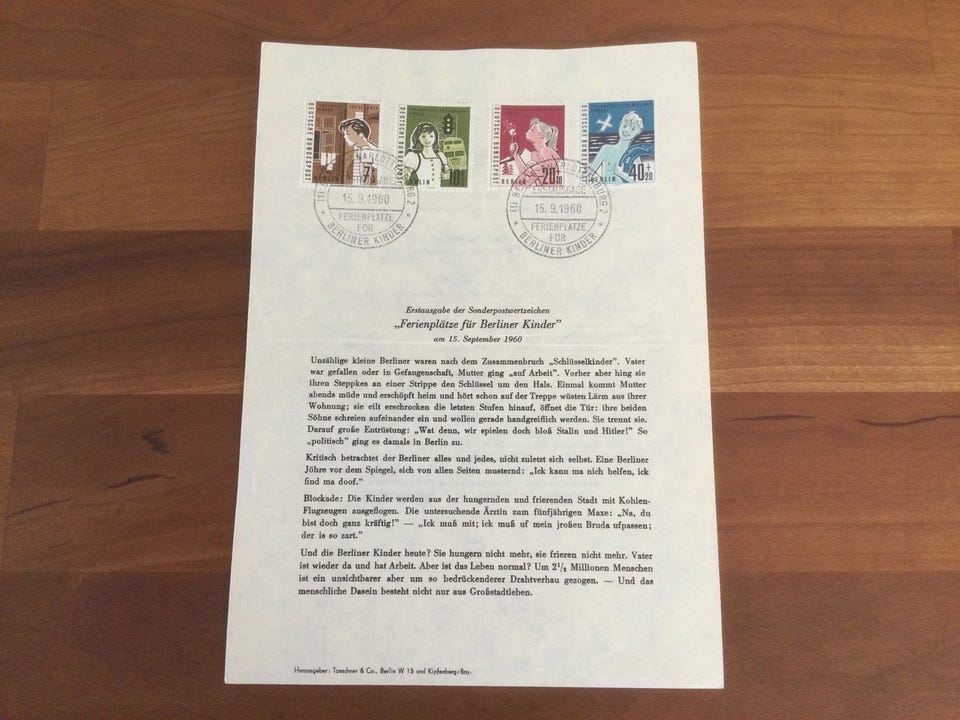 DEUTSCHE BUNDESPOST
BERLIN
7
DEUTSCHE BUNDESPOST
BERLIN
10
DEUTSCHE BUNDESPOST
BERLIN
20+10
DEUTSCHE BUNDESPOST
BERLIN
40+20
15.9.1960
FERIENPLÄTZE
FÜR
BERLINER KINDER
ERSTAUSGABE
15.9.1960
FERIENPLÄTZE
FÜR
BERLINER KINDER
Erstausgabe der Sonderpostwertzeichen
„Ferienplätze für Berliner Kinder"
am 15. September 1960
Unzählige kleine Berliner waren nach dem Zusammenbruch „Schlüsselkinder". Vater
war gefallen oder in Gefangenschaft, Mutter ging „auf Arbeit". Vorher aber hing sie
ihren Steppkes an einer Strippe den Schlüssel um den Hals. Einmal kommt Mutter
abends müde und erschöpft heim und hört schon auf der Treppe wüsten Lärm aus ihrer
Wohnung; sie eilt erschrocken die letzten Stufen hinauf, öffnet die Tür: ihre beiden
Söhne schreien aufeinander ein und wollen gerade handgreiflich werden. Sie trennt sie.
Darauf große Entrüstung: „Wat denn, wir spielen doch bloß Stalin und Hitler!" So
„politisch" ging es damals in Berlin zu.
Kritisch betrachtet der Berliner alles und jedes, nicht zuletzt sich selbst. Eine Berliner
Jöhre vor dem Spiegel, sich von allen Seiten musternd: „Ick kann ma nich helfen, ick
find ma doof."
Blockade: Die Kinder werden aus der hungernden und frierenden Stadt mit Kohlen-
Flugzeugen ausgeflogen. Die untersuchende Ärztin zum fünfjährigen Maxe: „Na, du
bist doch ganz kräftig!" — „Ick muß mit; ick muß uf mein jroßen Bruda ufpassen;
der is so zart."
Und die Berliner Kinder heute? Sie hungern nicht mehr, sie frieren nicht mehr. Vater
ist wieder da und hat Arbeit. Aber ist das Leben normal? Um 2½ Millionen Menschen
ist ein unsichtbarer aber um so bedrückenderer Drahtverhau gezogen. — Und das
menschliche Dasein besteht nicht nur aus Großstadtleben.
Herausgeber: Taeschner & Co., Berlin W 15 und Kipfenberg/Bay.